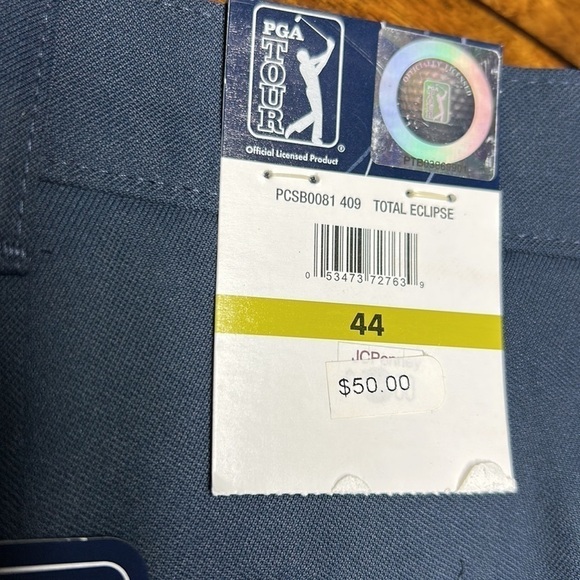 PGA
TOUR
®
Official Licensed Product
PCSB0081 409 TOTAL ECLIPSE
0 53473 72763 9
44
$50.00